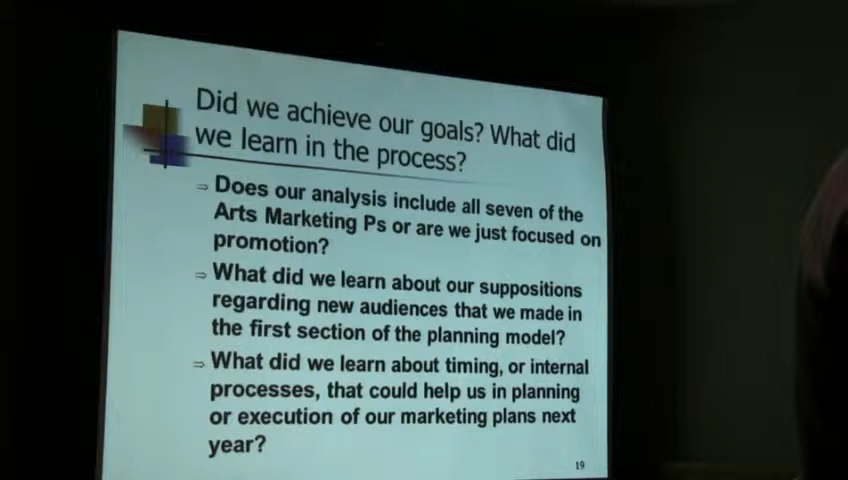 Did we achieve our goals? What did
we learn in the process?
⇒ Does our analysis include all seven of the
Arts Marketing Ps or are we just focused on
promotion?
⇒ What did we learn about our suppositions
regarding new audiences that we made in
the first section of the planning model?
⇒ What did we learn about timing, or internal
processes, that could help us in planning
or execution of our marketing plans next
year?
19